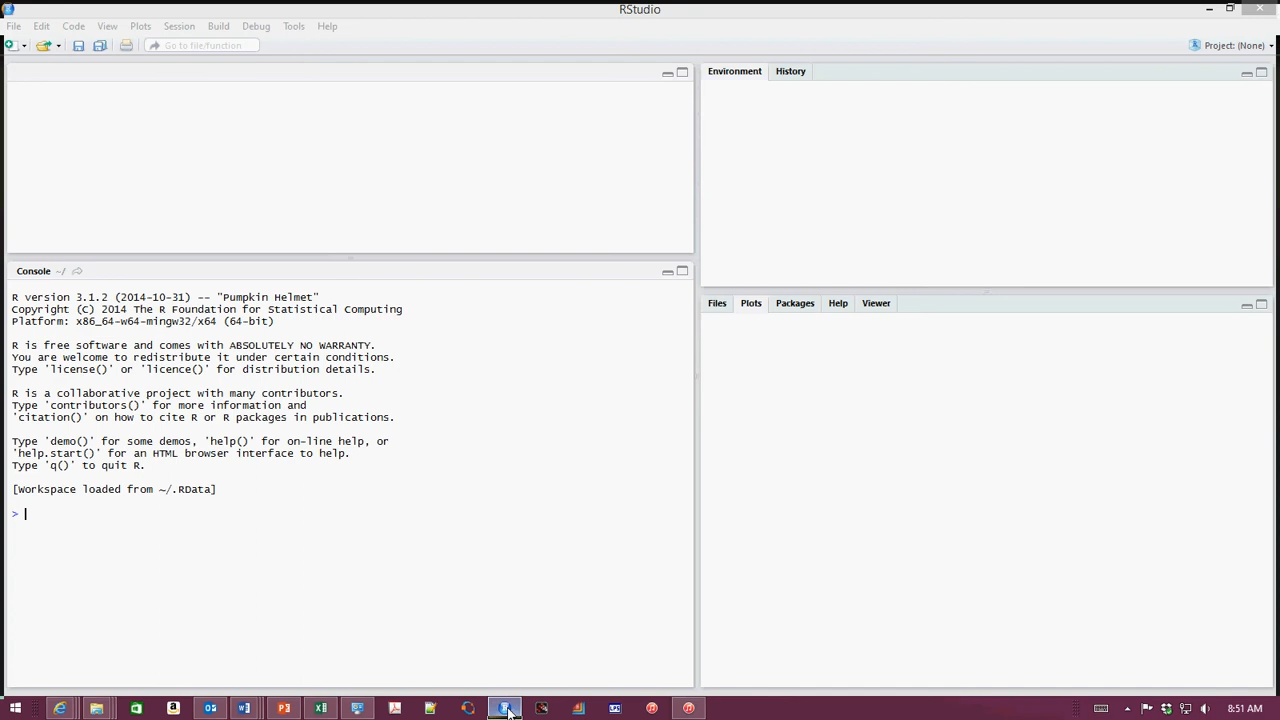 RStudio
File Edit Code View Plots Session Build Debug Tools Help
Go to file/function
Project: (None)
Environment History
Console ~/
R version 3.1.2 (2014-10-31) -- "Pumpkin Helmet"
Copyright (C) 2014 The R Foundation for Statistical Computing
Platform: x86_64-w64-mingw32/x64 (64-bit)
R is free software and comes with ABSOLUTELY NO WARRANTY.
You are welcome to redistribute it under certain conditions.
Type 'license()' or 'licence()' for distribution details.
R is a collaborative project with many contributors.
Type 'contributors()' for more information and
'citation()' on how to cite R or R packages in publications.
Type 'demo()' for some demos, 'help()' for on-line help, or
'help.start()' for an HTML browser interface to help.
Type 'q()' to quit R.
[Workspace loaded from ~/.RData]
>
Files Plots Packages Help Viewer
8:51 AM